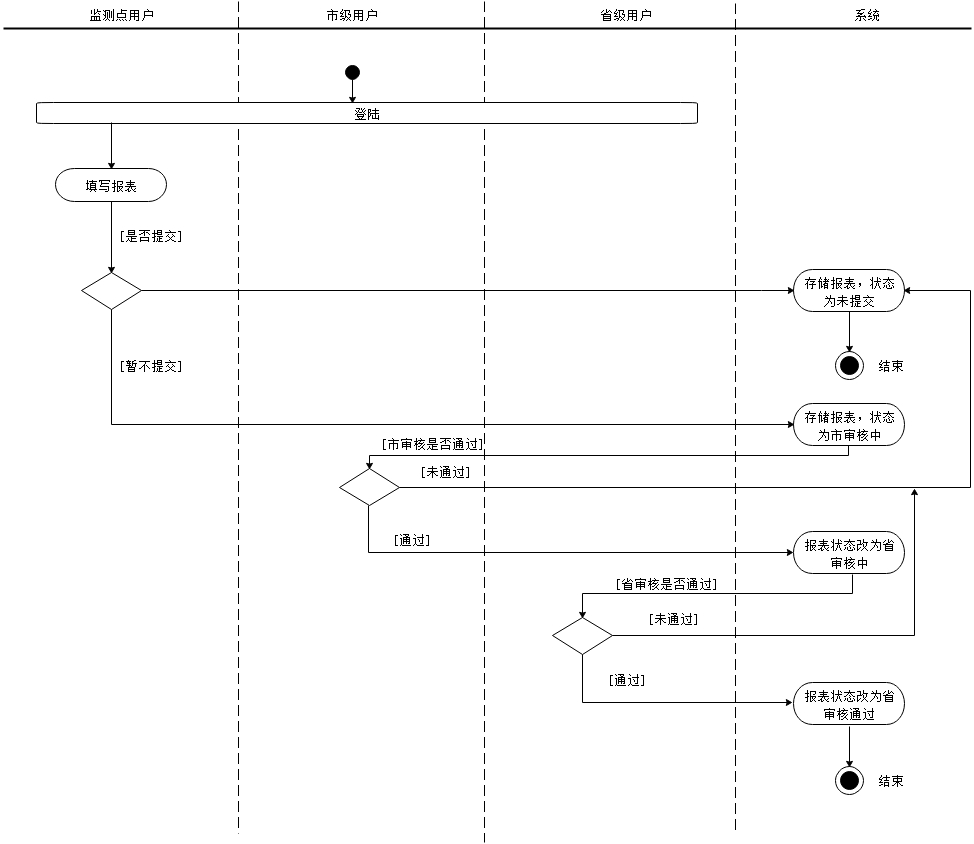 监测点用户
市级用户
省级用户
系统
登陆
填写报表
[是否提交]
存储报表，状态
为未提交
[暂不提交]
结束
存储报表，状态
为市审核中
[市审核是否通过]
[未通过]
[通过]
报表状态改为省
审核中
[省审核是否通过]
[未通过]
[通过]
报表状态改为省
审核通过
结束